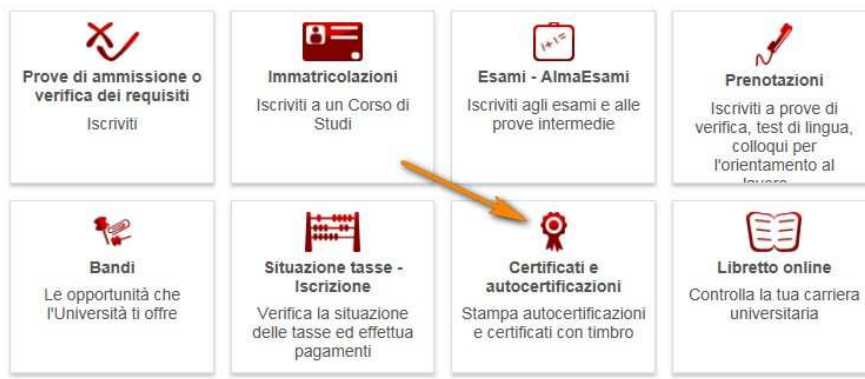 Prove di ammissione o
verifica dei requisiti
Iscriviti
Immatricolazioni
Iscriviti a un Corso di
Studi
1+1=
Esami - AlmaEsami
Iscriviti agli esami e alle
prove intermedie
Prenotazioni
Iscriviti a prove di
verifica, test di lingua,
colloqui per
l'orientamento al
Bandi
Le opportunità che
l'Università ti offre
Situazione tasse -
Iscrizione
Verifica la situazione
delle tasse ed effettua
pagamenti
Certificati e
autocertificazioni
Stampa autocertificazioni
e certificati con timbro
Libretto online
Controlla la tua carriera
universitaria